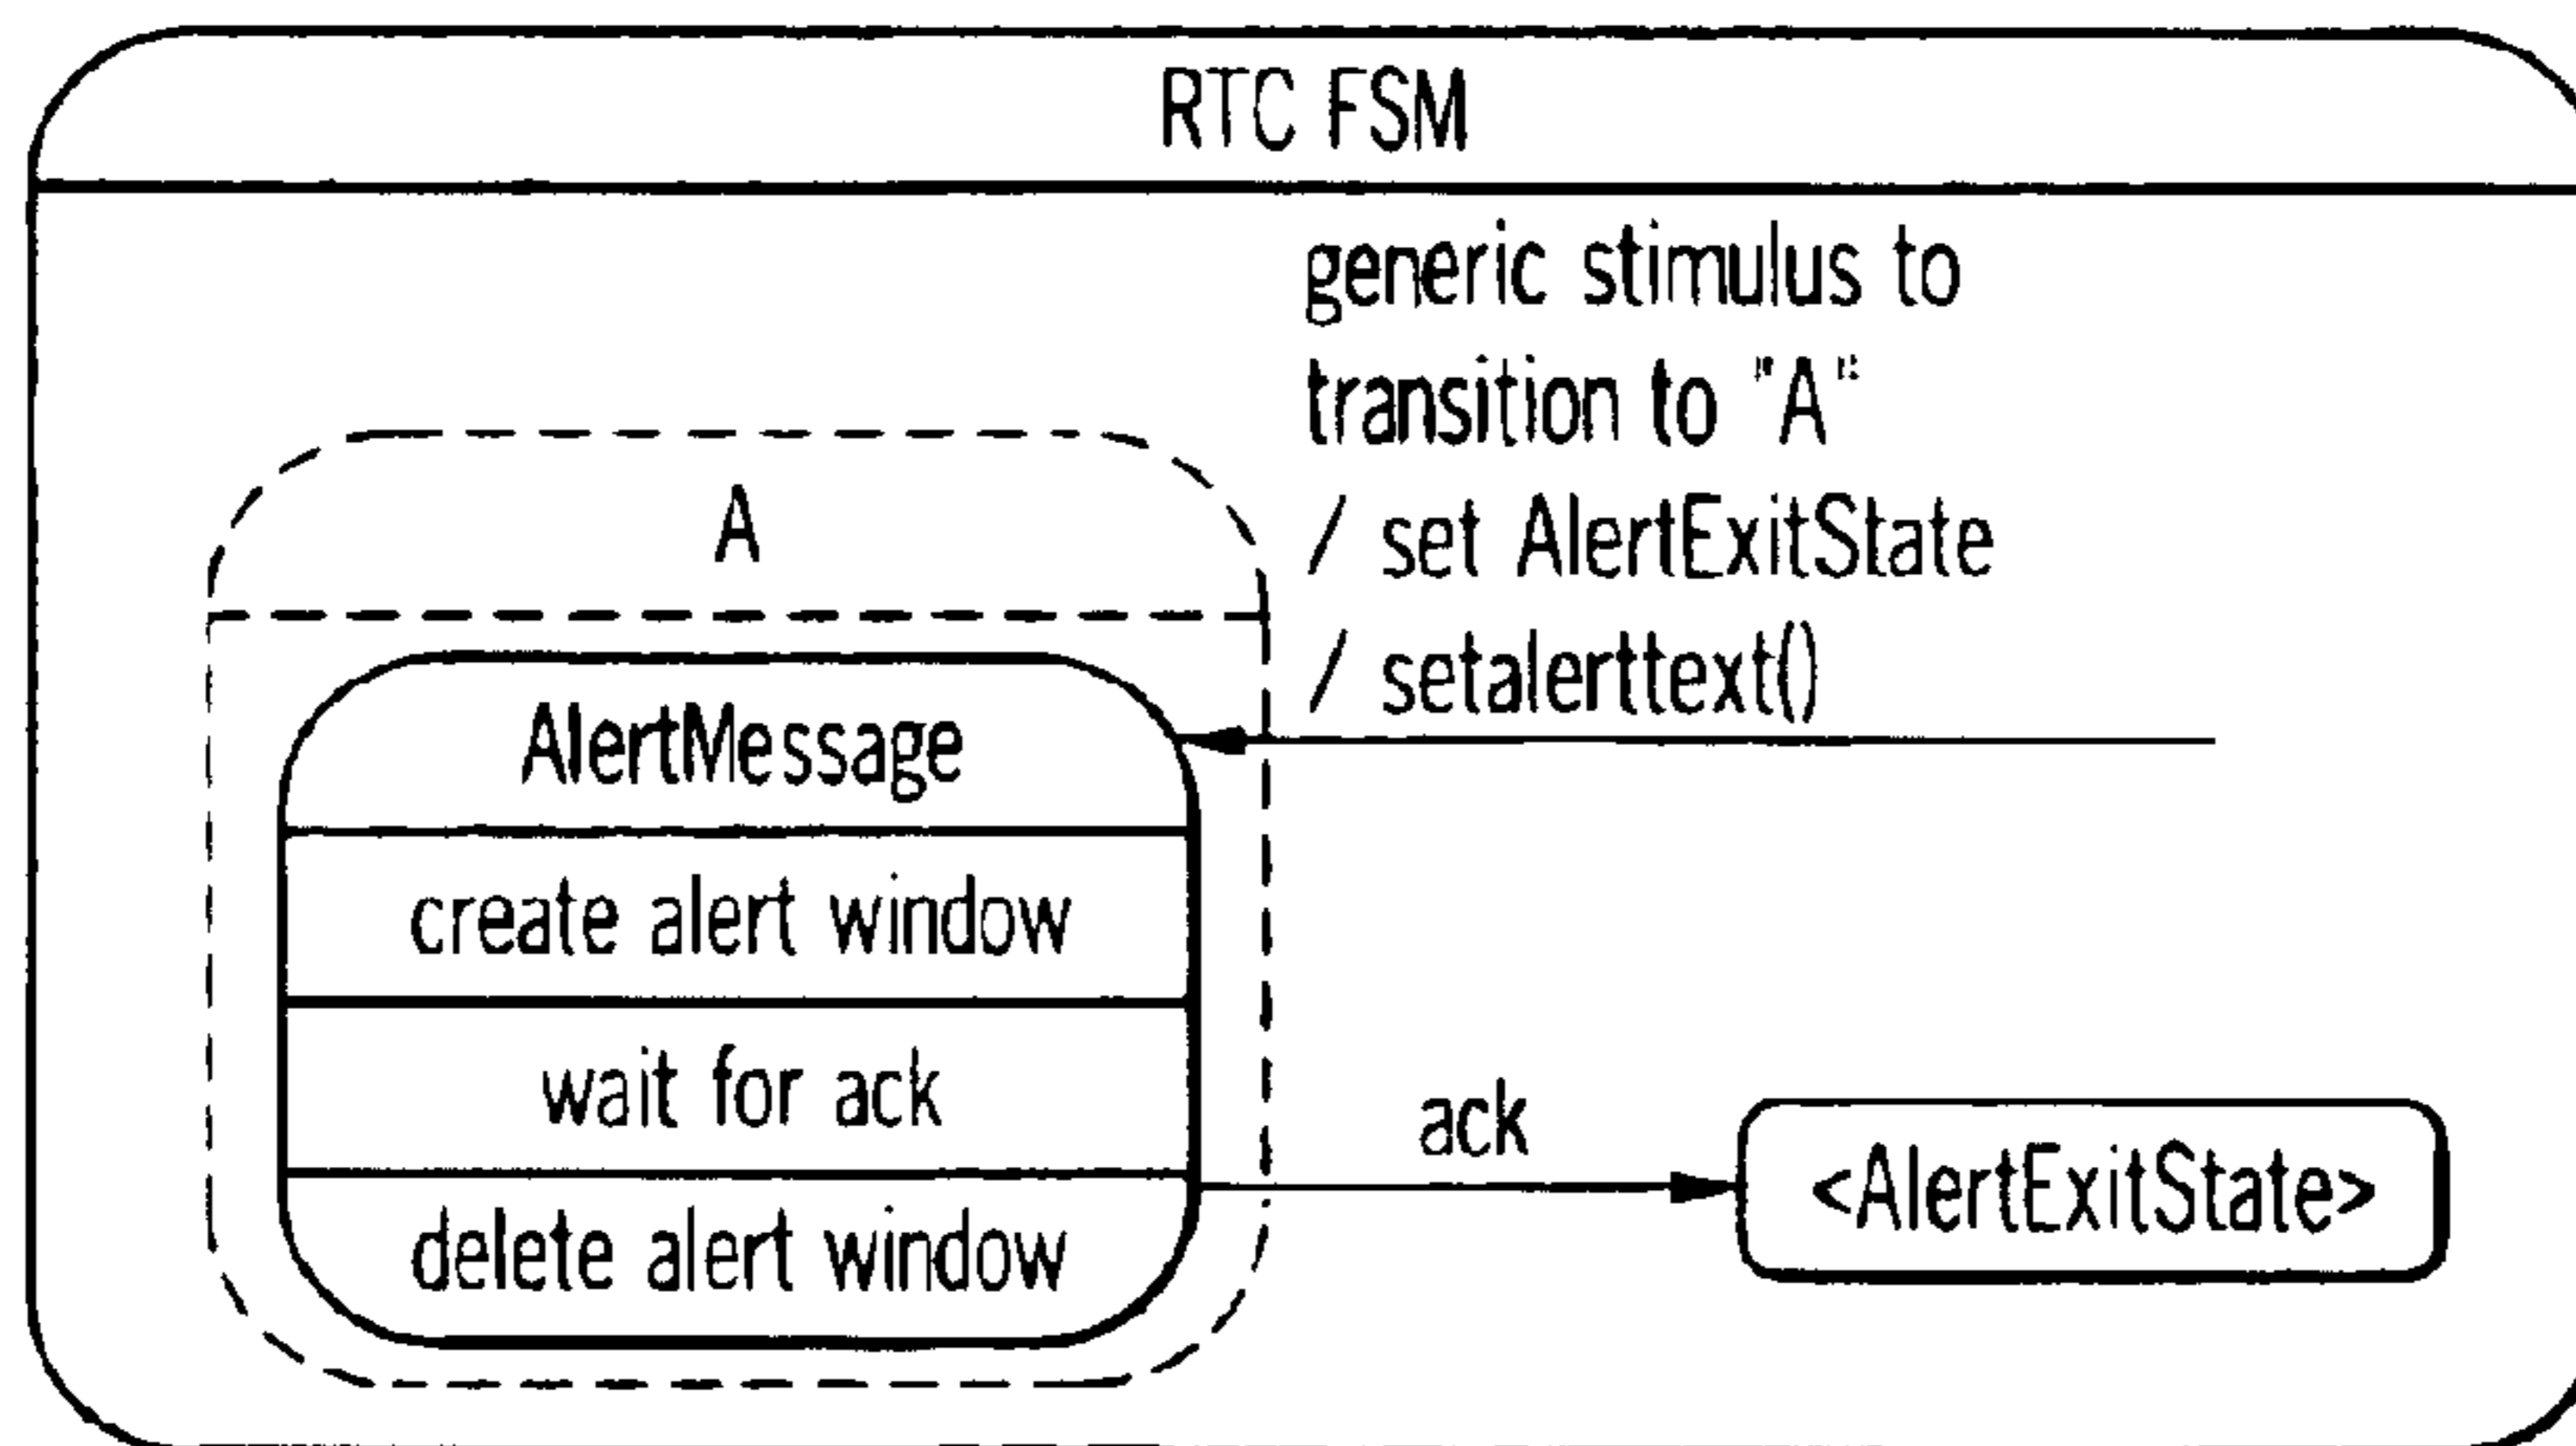 RTC FSM
generic stimulus to
transition to "A"
/ set AlertExitState
/ setalerttext()
A
AlertMessage
create alert window
wait for ack
delete alert window
ack
<AlertExitState>